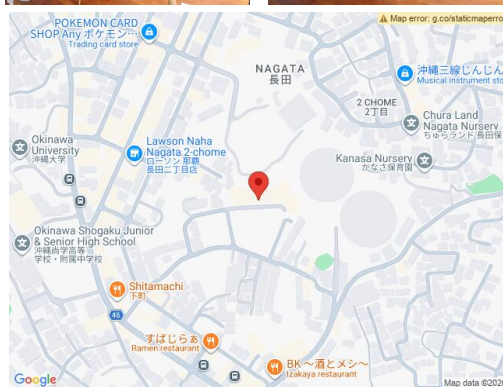 Map error: g.co/staticmaperro
POKEMON CARD
SHOP Any ポケモン…
Trading card store
NAGATA
長田
沖縄三線じんじん
Musical instrument sto
2 CHOME
2丁目
Chura Land
Nagata Nursery
ちゅらランド 長田保
Okinawa
University
沖縄大学
Lawson Naha
Nagata 2-chome
ローソン 那覇
長田二丁目店
Kanasa Nursery
かなさ保育園
Okinawa Shogaku Junior
& Senior High School
沖縄尚学高等
学校・附属中学校
Shitamachi
下町
46
すばじらぁ
Ramen restaurant
BK 〜酒とメシ〜
Izakaya restaurant
Google
Map data ©202